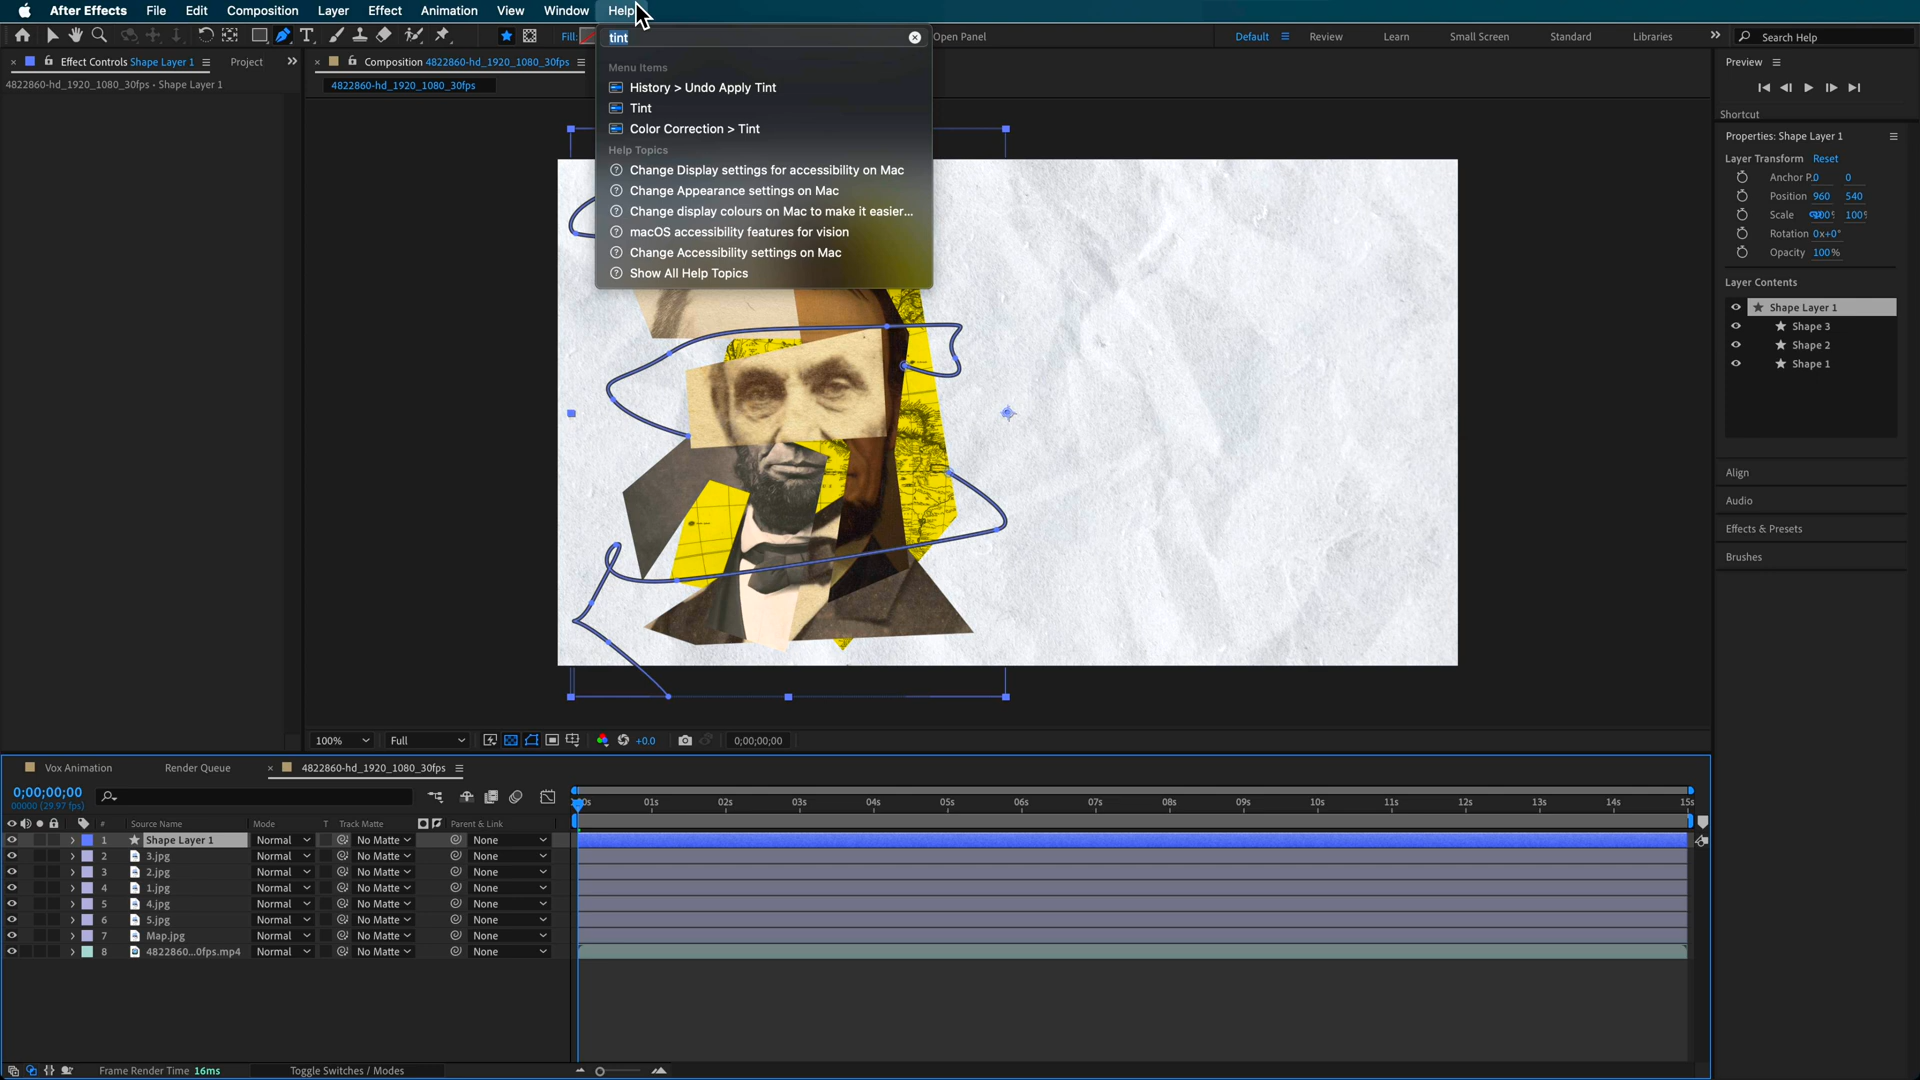 After Effects File Edit Composition Layer Effect Animation View Window Help
Fill: tint Open Panel Default Review Learn Small Screen Standard Libraries Search Help
Effect Controls Shape Layer 1 Project
4822860-hd_1920_1080_30fps • Shape Layer 1
Composition 4822860-hd_1920_1080_30fps
4822860-hd_1920_1080_30fps
Menu Items
History > Undo Apply Tint
Tint
Color Correction > Tint
Help Topics
Change Display settings for accessibility on Mac
Change Appearance settings on Mac
Change display colours on Mac to make it easier...
macOS accessibility features for vision
Change Accessibility settings on Mac
Show All Help Topics
Preview
Shortcut
Properties: Shape Layer 1
Layer Transform Reset
Anchor P. 0 0
Position 960 540
Scale 100% 100%
Rotation 0x+0°
Opacity 100%
Layer Contents
Shape Layer 1
Shape 3
Shape 2
Shape 1
Align
Audio
Effects & Presets
Brushes
100% Full +0.0 0;00;00;00
Vox Animation Render Queue 4822860-hd_1920_1080_30fps
0;00;00;00
00000 (29.97 fps)
01s 02s 03s 04s 05s 06s 07s 08s 09s 10s 11s 12s 13s 14s 15s
# Source Name Mode T Track Matte Parent & Link
1 Shape Layer 1 Normal No Matte None
2 3.jpg Normal No Matte None
3 2.jpg Normal No Matte None
4 1.jpg Normal No Matte None
5 4.jpg Normal No Matte None
6 5.jpg Normal No Matte None
7 Map.jpg Normal No Matte None
8 4822860...0fps.mp4 Normal No Matte None
Frame Render Time 16ms Toggle Switches / Modes